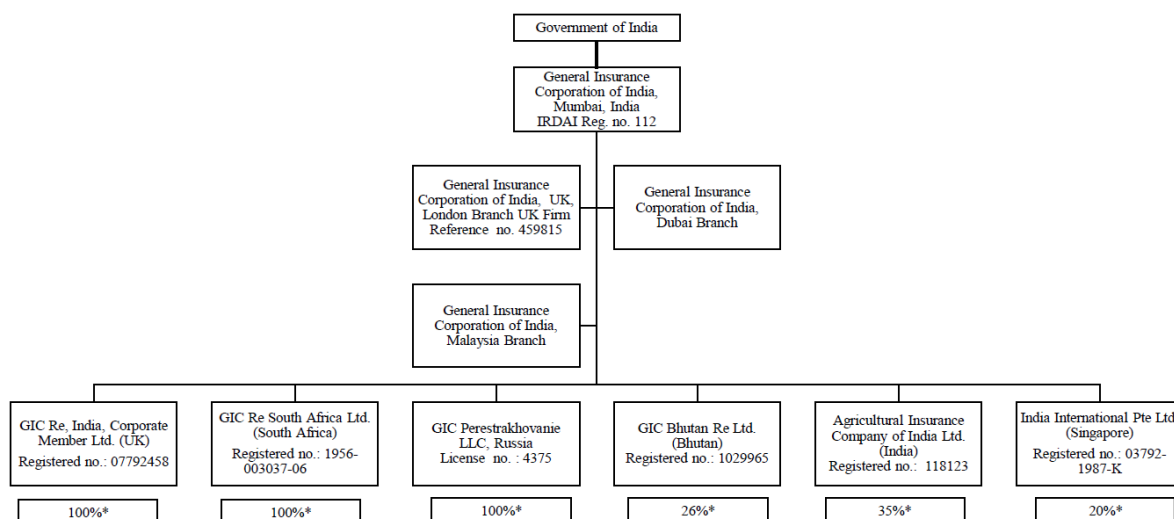 Government of India
General Insurance
Corporation of India,
Mumbai, India
IRDAI Reg. no. 112
General Insurance
Corporation of India, UK,
London Branch UK Firm
Reference no. 459815
General Insurance
Corporation of India,
Dubai Branch
General Insurance
Corporation of India,
Malaysia Branch
GIC Re, India, Corporate
Member Ltd. (UK)
Registered no.: 07792458
GIC Re South Africa Ltd.
(South Africa)
Registered no.: 1956-
003037-06
GIC Perestrakhovanie
LLC, Russia
License no. : 4375
GIC Bhutan Re Ltd.
(Bhutan)
Registered no.: 1029965
Agricultural Insurance
Company of India Ltd.
(India)
Registered no.: 118123
India International Pte Ltd.
(Singapore)
Registered no.: 03792-
1987-K
100%*
100%*
100%*
26%*
35%*
20%*